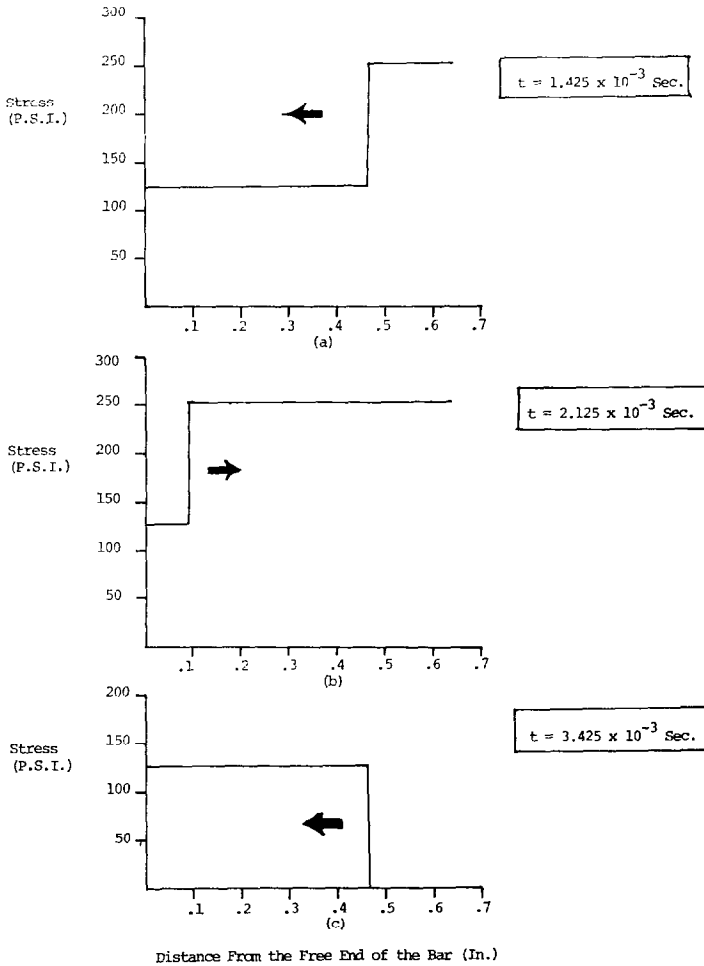 300
250
200
150
100
50
Stress
(P.S.I.)
t = 1.425 x 10⁻³ Sec.
.1 .2 .3 .4 .5 .6 .7
(a)
300
250
200
150
100
50
Stress
(P.S.I.)
t = 2.125 x 10⁻³ Sec.
.1 .2 .3 .4 .5 .6 .7
(b)
200
150
100
50
Stress
(P.S.I.)
t = 3.425 x 10⁻³ Sec.
.1 .2 .3 .4 .5 .6 .7
(c)
Distance From the Free End of the Bar (In.)